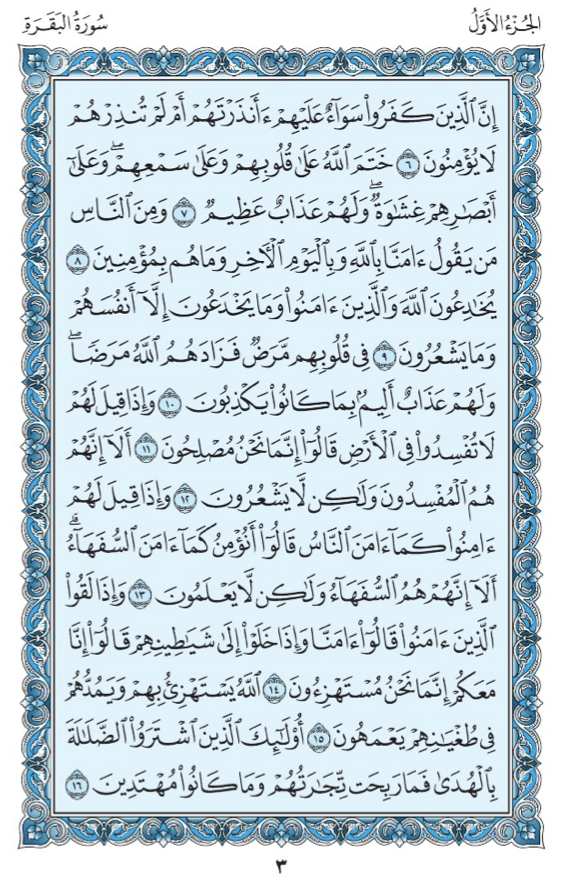 الجُزْءُ الأَوَّلُ
سُورَةُ البَقَرَةِ
إِنَّ ٱلَّذِينَ كَفَرُوا۟ سَوَآءٌ عَلَيْهِمْ ءَأَنذَرْتَهُمْ أَمْ لَمْ تُنذِرْهُمْ
لَا يُؤْمِنُونَ ٦ خَتَمَ ٱللَّهُ عَلَىٰ قُلُوبِهِمْ وَعَلَىٰ سَمْعِهِمْ ۖ وَعَلَىٰٓ
أَبْصَـٰرِهِمْ غِشَـٰوَةٌ ۖ وَلَهُمْ عَذَابٌ عَظِيمٌ ٧ وَمِنَ ٱلنَّاسِ
مَن يَقُولُ ءَامَنَّا بِٱللَّهِ وَبِٱلْيَوْمِ ٱلْـَٔاخِرِ وَمَا هُم بِمُؤْمِنِينَ ٨
يُخَـٰدِعُونَ ٱللَّهَ وَٱلَّذِينَ ءَامَنُوا۟ وَمَا يَخْدَعُونَ إِلَّآ أَنفُسَهُمْ
وَمَا يَشْعُرُونَ ٩ فِى قُلُوبِهِم مَّرَضٌ فَزَادَهُمُ ٱللَّهُ مَرَضًا ۖ
وَلَهُمْ عَذَابٌ أَلِيمٌۢ بِمَا كَانُوا۟ يَكْذِبُونَ ١٠ وَإِذَا قِيلَ لَهُمْ
لَا تُفْسِدُوا۟ فِى ٱلْأَرْضِ قَالُوٓا۟ إِنَّمَا نَحْنُ مُصْلِحُونَ ١١ أَلَآ إِنَّهُمْ
هُمُ ٱلْمُفْسِدُونَ وَلَـٰكِن لَّا يَشْعُرُونَ ١٢ وَإِذَا قِيلَ لَهُمْ
ءَامِنُوا۟ كَمَآ ءَامَنَ ٱلنَّاسُ قَالُوٓا۟ أَنُؤْمِنُ كَمَآ ءَامَنَ ٱلسُّفَهَآءُ ۗ
أَلَآ إِنَّهُمْ هُمُ ٱلسُّفَهَآءُ وَلَـٰكِن لَّا يَعْلَمُونَ ١٣ وَإِذَا لَقُوا۟
ٱلَّذِينَ ءَامَنُوا۟ قَالُوٓا۟ ءَامَنَّا وَإِذَا خَلَوْا۟ إِلَىٰ شَيَـٰطِينِهِمْ قَالُوٓا۟ إِنَّا
مَعَكُمْ إِنَّمَا نَحْنُ مُسْتَهْزِءُونَ ١٤ ٱللَّهُ يَسْتَهْزِئُ بِهِمْ وَيَمُدُّهُمْ
فِى طُغْيَـٰنِهِمْ يَعْمَهُونَ ١٥ أُو۟لَـٰٓئِكَ ٱلَّذِينَ ٱشْتَرَوُا۟ ٱلضَّلَـٰلَةَ
بِٱلْهُدَىٰ فَمَا رَبِحَت تِّجَـٰرَتُهُمْ وَمَا كَانُوا۟ مُهْتَدِينَ ١٦
٣